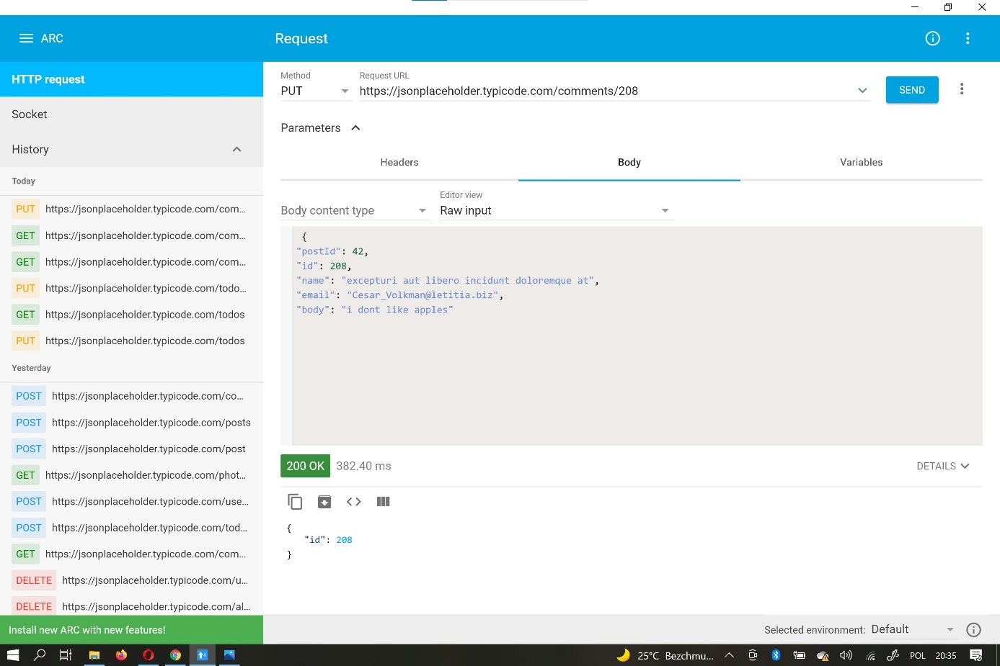 ARC
Request
HTTP request
Socket
History
Today
PUT https://jsonplaceholder.typicode.com/com...
GET https://jsonplaceholder.typicode.com/com...
GET https://jsonplaceholder.typicode.com/com...
PUT https://jsonplaceholder.typicode.com/todo...
GET https://jsonplaceholder.typicode.com/todos
PUT https://jsonplaceholder.typicode.com/todos
Yesterday
POST https://jsonplaceholder.typicode.com/co...
POST https://jsonplaceholder.typicode.com/posts
POST https://jsonplaceholder.typicode.com/post
GET https://jsonplaceholder.typicode.com/phot...
POST https://jsonplaceholder.typicode.com/use...
POST https://jsonplaceholder.typicode.com/tod...
GET https://jsonplaceholder.typicode.com/com...
DELETE https://jsonplaceholder.typicode.com/u...
DELETE https://jsonplaceholder.typicode.com/al...
Install new ARC with new features!
Method Request URL
PUT https://jsonplaceholder.typicode.com/comments/208
SEND
Parameters
Headers Body Variables
Editor view
Body content type Raw input
{
"postId": 42,
"id": 208,
"name": "excepturi aut libero incidunt doloremque at",
"email": "Cesar_Volkman@letitia.biz",
"body": "i dont like apples"
200 OK 382.40 ms DETAILS
{
"id": 208
}
Selected environment: Default
25°C Bezchmu... POL 20:35